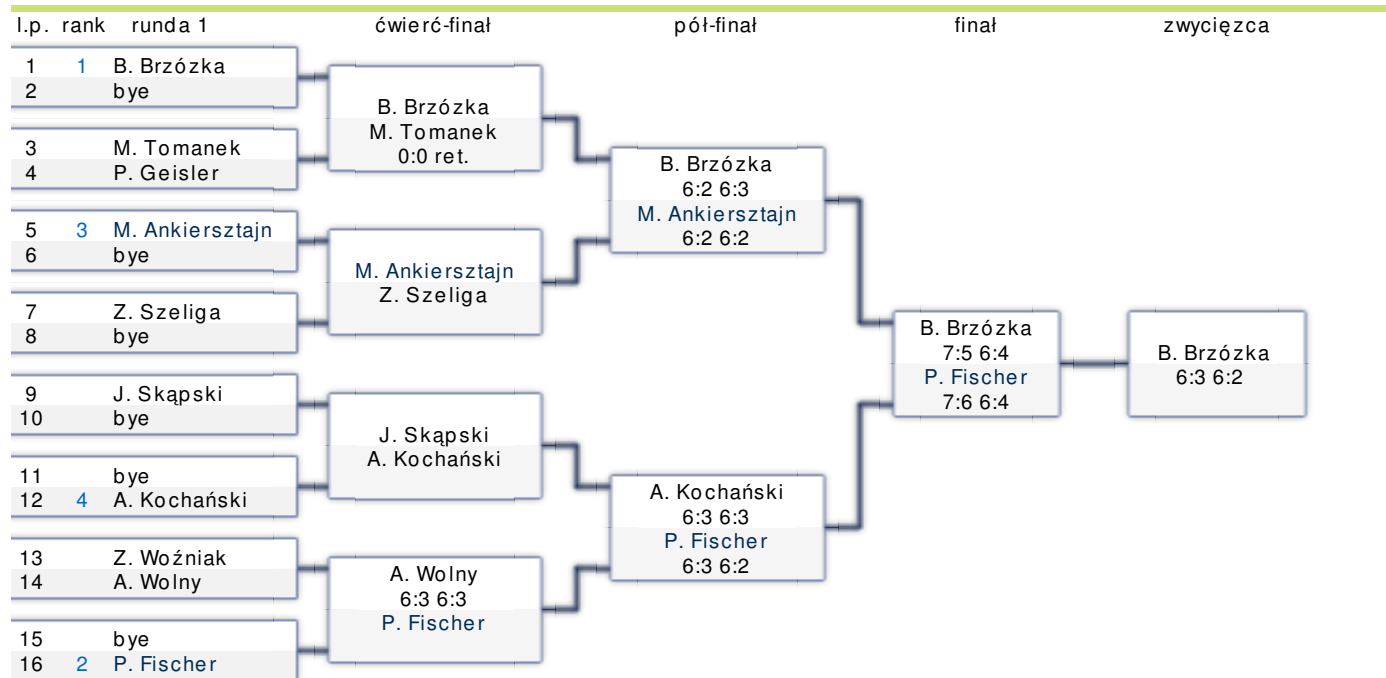 l.p. rank runda 1 ćwierć-finał pół-finał finał zwycięzca
1 1 B. Brzózka
2 bye
3 M. Tomanek
4 P. Geisler
5 3 M. Ankiersztajn
6 bye
7 Z. Szeliga
8 bye
9 J. Skąpski
10 bye
11 bye
12 4 A. Kochański
13 Z. Woźniak
14 A. Wolny
15 bye
16 2 P. Fischer
B. Brzózka
M. Tomanek
0:0 ret.
M. Ankiersztajn
Z. Szeliga
J. Skąpski
A. Kochański
A. Wolny
6:3 6:3
P. Fischer
B. Brzózka
6:2 6:3
M. Ankiersztajn
6:2 6:2
A. Kochański
6:3 6:3
P. Fischer
6:3 6:2
B. Brzózka
7:5 6:4
P. Fischer
7:6 6:4
B. Brzózka
6:3 6:2